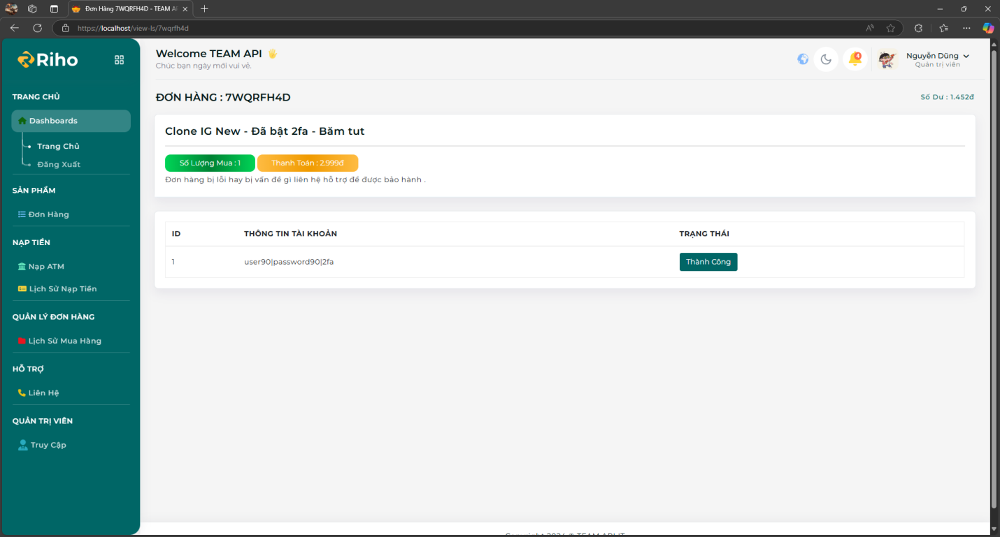 Đơn Hàng 7WQRFH4D - TEAM A
https://localhost/view-ls/7wqrfh4d
Riho
Welcome TEAM API
Chúc bạn ngày mới vui vẻ.
4
Nguyễn Dũng
Quản trị viên
TRANG CHỦ
Dashboards
Trang Chủ
Đăng Xuất
SẢN PHẨM
Đơn Hàng
NẠP TIỀN
Nạp ATM
Lịch Sử Nạp Tiền
QUẢN LÝ ĐƠN HÀNG
Lịch Sử Mua Hàng
HỖ TRỢ
Liên Hệ
QUẢN TRỊ VIÊN
Truy Cập
ĐƠN HÀNG : 7WQRFH4D
Số Dư : 1.452đ
Clone IG New - Đã bật 2fa - Băm tut
Số Lượng Mua : 1
Thanh Toán : 2.999đ
Đơn hàng bị lỗi hay bị vấn đề gì liên hệ hỗ trợ để được bảo hành .
ID THÔNG TIN TÀI KHOẢN TRẠNG THÁI
1 user90|password90|2fa Thành Công